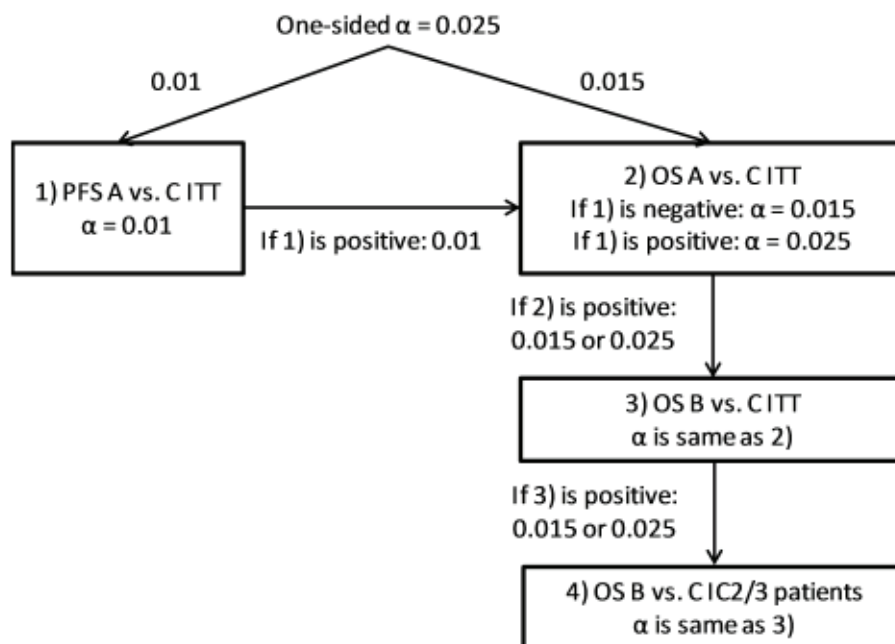 One-sided α = 0.025
0.01
0.015
1) PFS A vs. C ITT
α = 0.01
If 1) is positive: 0.01
2) OS A vs. C ITT
If 1) is negative: α = 0.015
If 1) is positive: α = 0.025
If 2) is positive:
0.015 or 0.025
3) OS B vs. C ITT
α is same as 2)
If 3) is positive:
0.015 or 0.025
4) OS B vs. C IC2/3 patients
α is same as 3)